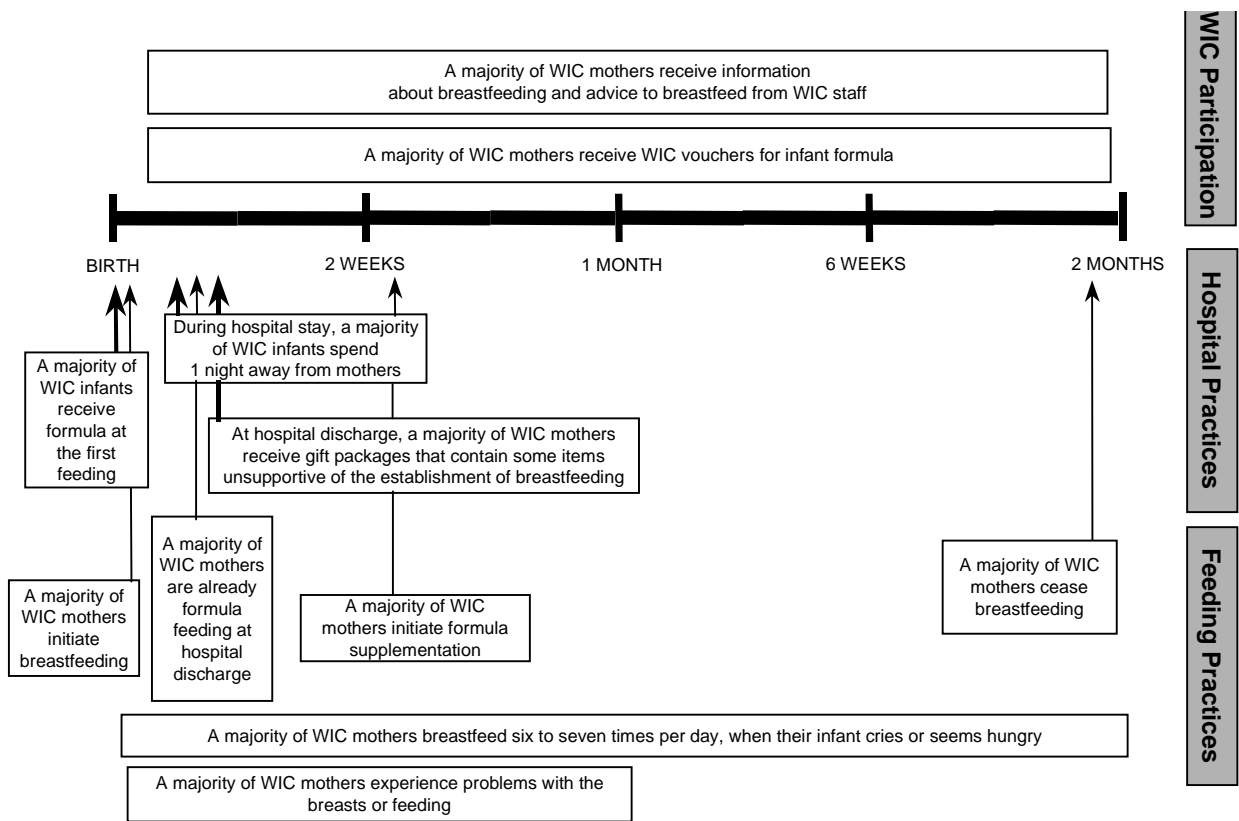 WIC Participation
A majority of WIC mothers receive information
about breastfeeding and advice to breastfeed from WIC staff
A majority of WIC mothers receive WIC vouchers for infant formula
BIRTH
2 WEEKS
1 MONTH
6 WEEKS
2 MONTHS
Hospital Practices
During hospital stay, a majority
of WIC infants spend
1 night away from mothers
A majority of
WIC infants
receive
formula at
the first
feeding
At hospital discharge, a majority of WIC mothers
receive gift packages that contain some items
unsupportive of the establishment of breastfeeding
Feeding Practices
A majority of
WIC mothers
initiate
breastfeeding
A majority of
WIC mothers
are already
formula
feeding at
hospital
discharge
A majority of WIC
mothers initiate formula
supplementation
A majority of WIC
mothers cease
breastfeeding
A majority of WIC mothers breastfeed six to seven times per day, when their infant cries or seems hungry
A majority of WIC mothers experience problems with the
breasts or feeding